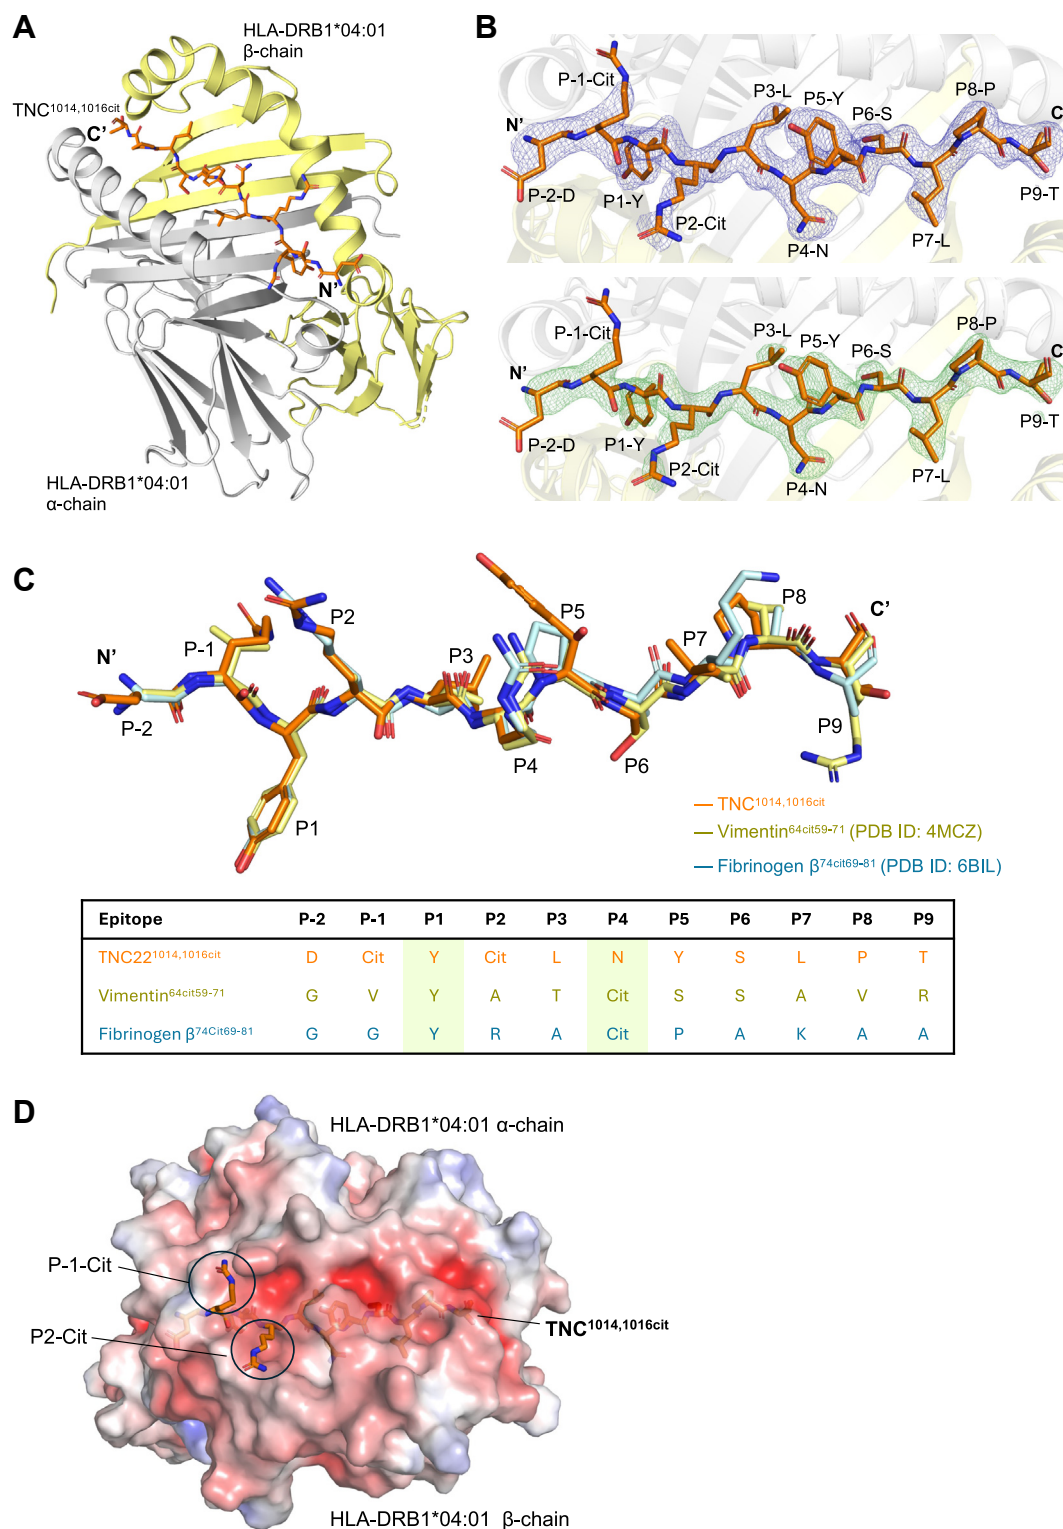 A
HLA-DRB1*04:01
β-chain
TNC1014,1016cit
C'
N'
HLA-DRB1*04:01
α-chain
B
P-1-Cit
N'
P-2-D
P1-Y
P2-Cit
P3-L
P5-Y
P4-N
P6-S
P8-P
C
P7-L
P9-T
P-1-Cit
N'
P-2-D
P1-Y
P2-Cit
P3-L
P5-Y
P4-N
P6-S
P8-P
C
P7-L
P9-T
C
N'
P-2
P-1
P1
P2
P3
P4
P5
P6
P7
P8
P9
C'
TNC1014,1016cit
Vimentin64cit59-71 (PDB ID: 4MCZ)
Fibrinogen β74cit69-81 (PDB ID: 6BIL)
Epitope P-2 P-1 P1 P2 P3 P4 P5 P6 P7 P8 P9
TNC221014,1016cit D Cit Y Cit L N Y S L P T
Vimentin64cit59-71 G V Y A T Cit S S A V R
Fibrinogen β74Cit69-81 G G Y R A Cit P A K A A
D
HLA-DRB1*04:01 α-chain
P-1-Cit
P2-Cit
TNC1014,1016cit
HLA-DRB1*04:01 β-chain